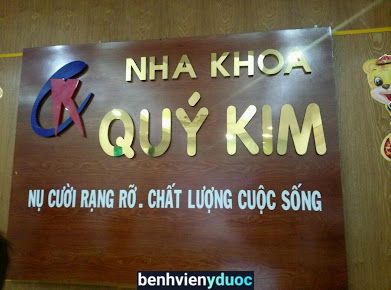 NHA KHOA
QUÝ KIM
NỤ CƯỜI RẠNG RỠ . CHẤT LƯỢNG CUỘC SỐNG
benhvienyduoc